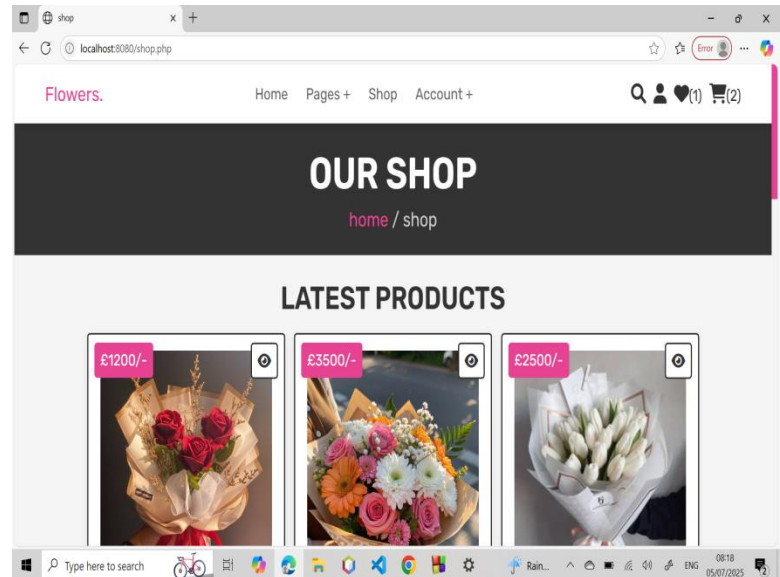 shop
localhost:8080/shop.php
Error
Flowers.
Home Pages + Shop Account +
(1) (2)
OUR SHOP
home / shop
LATEST PRODUCTS
£1200/-
£3500/-
£2500/-
Type here to search
Rain...
ENG
08:18
05/07/2025
2